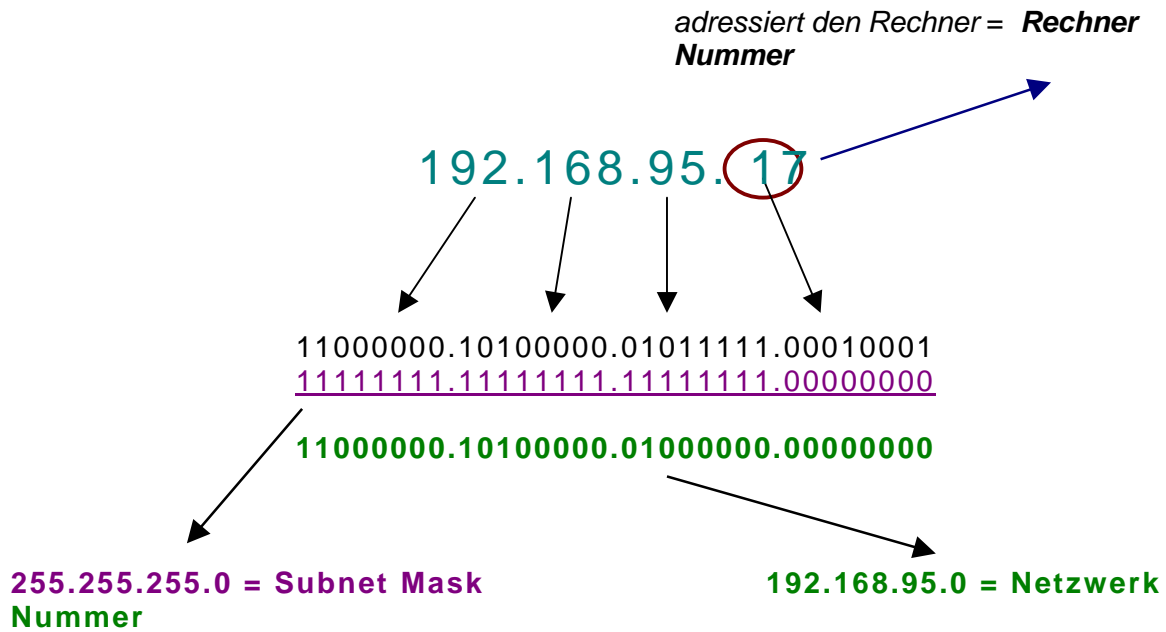 adressiert den Rechner = Rechner
Nummer
192.168.95. 17
11000000.10100000.01011111.00010001
11111111.11111111.11111111.00000000
11000000.10100000.01000000.00000000
255.255.255.0 = Subnet Mask
192.168.95.0 = Netzwerk
Nummer